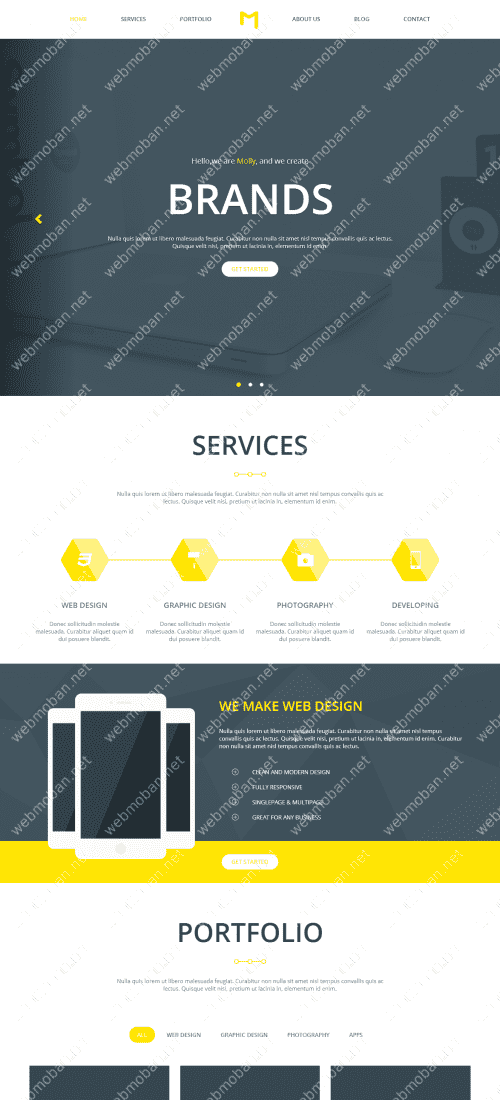 HOME SERVICES PORTFOLIO ABOUT US BLOG CONTACT
Hello,we are Molly, and we create
BRANDS
Nulla quis lorem ut libero malesuada feugiat. Curabitur non nulla sit amet nisl tempus convallis quis ac lectus.
Quisque velit nisi, pretium ut lacinia in, elementum id enim.
GET STARTED
SERVICES
Nulla quis lorem ut libero malesuada feugiat. Curabitur non nulla sit amet nisl tempus convallis quis ac
lectus. Quisque velit nisi, pretium ut lacinia in, elementum id enim.
WEB DESIGN GRAPHIC DESIGN PHOTOGRAPHY DEVELOPING
Donec sollicitudin molestie
malesuada. Curabitur aliquet quam id
dui posuere blandit.
Donec sollicitudin molestie
malesuada. Curabitur aliquet quam id
dui posuere blandit.
Donec sollicitudin molestie
malesuada. Curabitur aliquet quam id
dui posuere blandit.
Donec sollicitudin molestie
malesuada. Curabitur aliquet quam id
dui posuere blandit.
WE MAKE WEB DESIGN
Nulla quis lorem ut libero malesuada feugiat. Curabitur non nulla sit amet nisl tempus
convallis quis ac lectus. Quisque velit nisi, pretium ut lacinia in, elementum id enim. Curabitur
non nulla sit amet nisl tempus convallis quis ac lectus.
CLEAN AND MODERN DESIGN
FULLY RESPONSIVE
SINGLEPAGE & MULTIPAGE
GREAT FOR ANY BUSINESS
GET STARTED
PORTFOLIO
Nulla quis lorem ut libero malesuada feugiat. Curabitur non nulla sit amet nisl tempus convallis quis ac
lectus. Quisque velit nisi, pretium ut lacinia in, elementum id enim.
ALL WEB DESIGN GRAPHIC DESIGN PHOTOGRAPHY APPS
webmoban.net